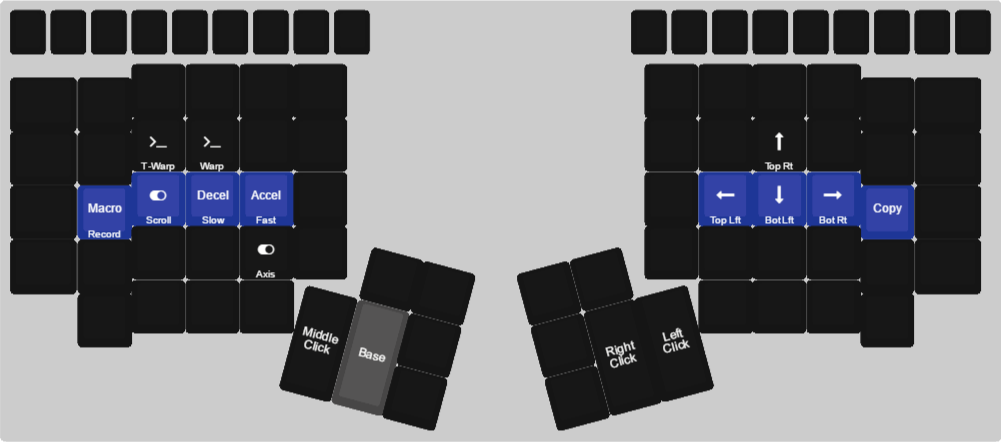 >_ >_ ↑
T-Warp Warp Top Rt
Macro Decel Accel ← ↓ → Copy
Record Scroll Slow Fast Top Lft Bot Lft Bot Rt
Axis
Middle
Click
Base
Right
Click
Left
Click